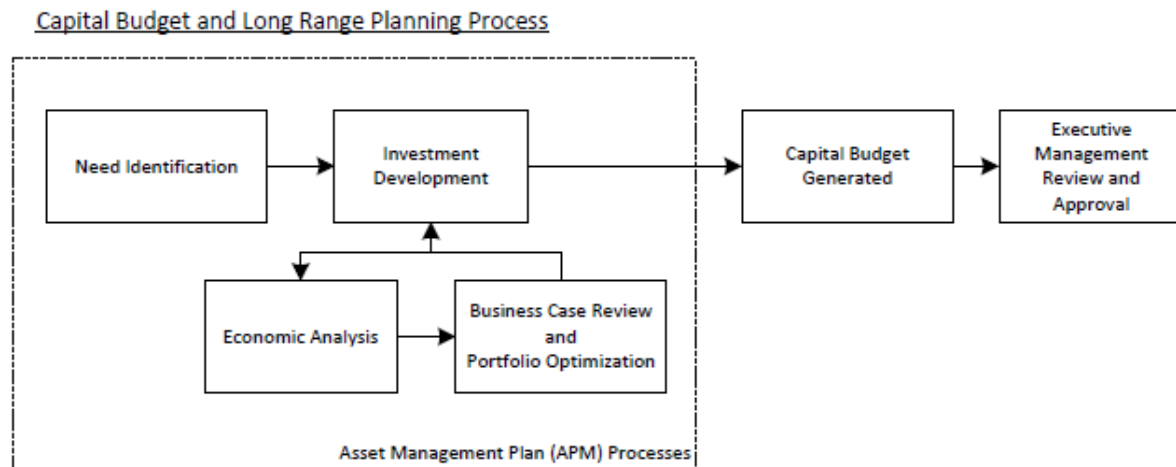 Capital Budget and Long Range Planning Process
Need Identification
Investment
Development
Capital Budget
Generated
Executive
Management
Review and
Approval
Economic Analysis
Business Case Review
and
Portfolio Optimization
Asset Management Plan (APM) Processes